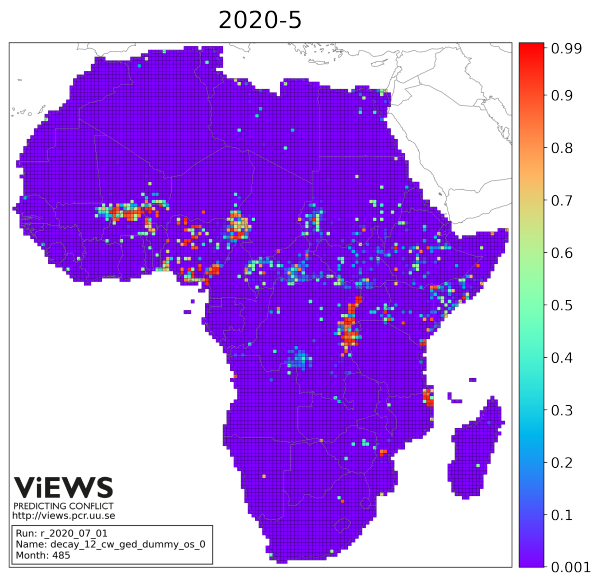 2020-5
0.99
0.9
0.8
0.7
0.6
0.5
0.4
0.3
0.2
0.1
0.001
ViEWS
PREDICTING CONFLICT
http://views.pcr.uu.se
Run: r_2020_07_01
Name: decay_12_cw_ged_dummy_os_0
Month: 485